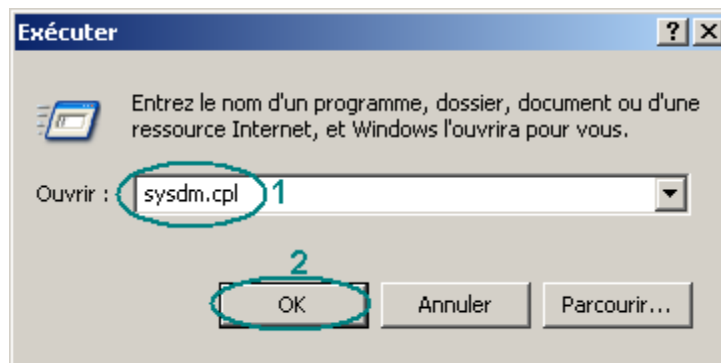 Exécuter
Entrez le nom d'un programme, dossier, document ou d'une
ressource Internet, et Windows l'ouvrira pour vous.
Ouvrir : sysdm.cpl 1
2
OK Annuler Parcourir...